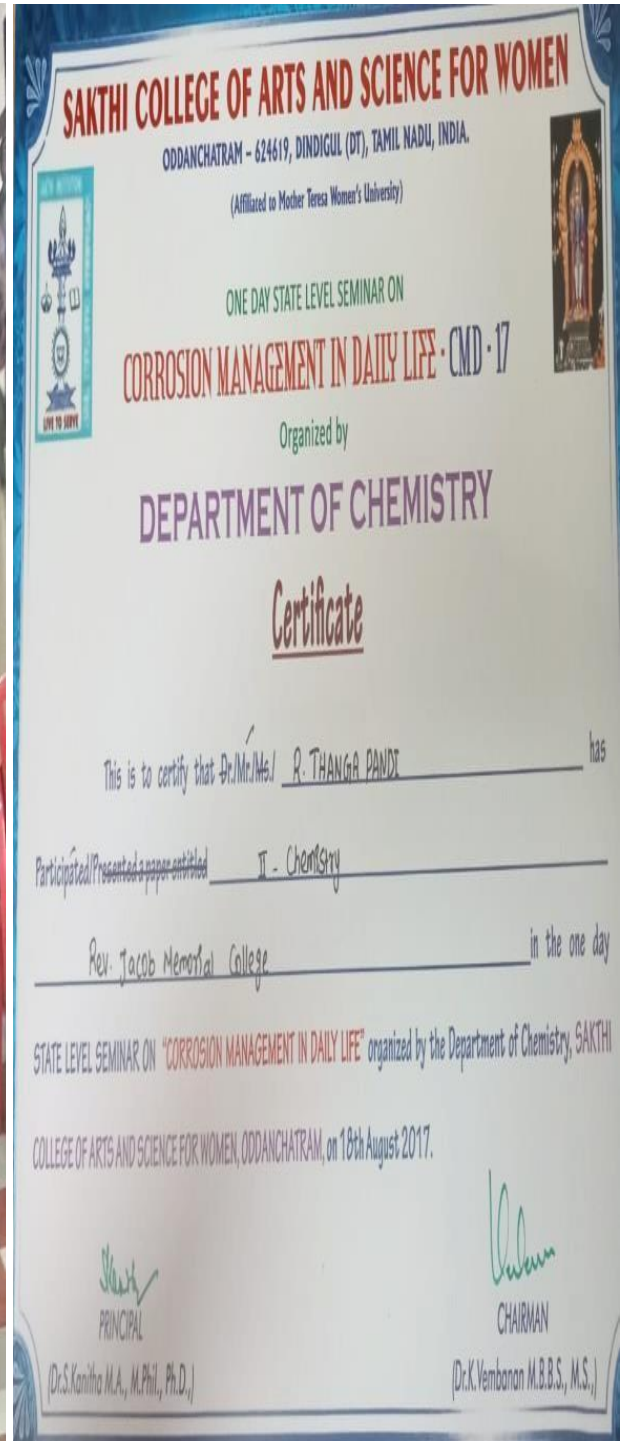 SAKTHI COLLEGE OF ARTS AND SCIENCE FOR WOMEN
ODDANCHATRAM – 624619, DINDIGUL (DT), TAMIL NADU, INDIA.
(Affiliated to Mother Teresa Women's University)
LIVE TO SERVE
ONE DAY STATE LEVEL SEMINAR ON
CORROSION MANAGEMENT IN DAILY LIFE · CMD · 17
Organized by
DEPARTMENT OF CHEMISTRY
Certificate
This is to certify that Dr./Mr./Ms./ R. THANGA PANDI has
Participated/Presented a paper entitled II - Chemistry
Rev. Jacob Memorial College in the one day
STATE LEVEL SEMINAR ON "CORROSION MANAGEMENT IN DAILY LIFE" organized by the Department of Chemistry, SAKTHI
COLLEGE OF ARTS AND SCIENCE FOR WOMEN, ODDANCHATRAM, on 18th August 2017.
PRINCIPAL
(Dr.S.Kanitha M.A., M.Phil., Ph.D.,)
CHAIRMAN
(Dr.K.Vembanan M.B.B.S., M.S.,)